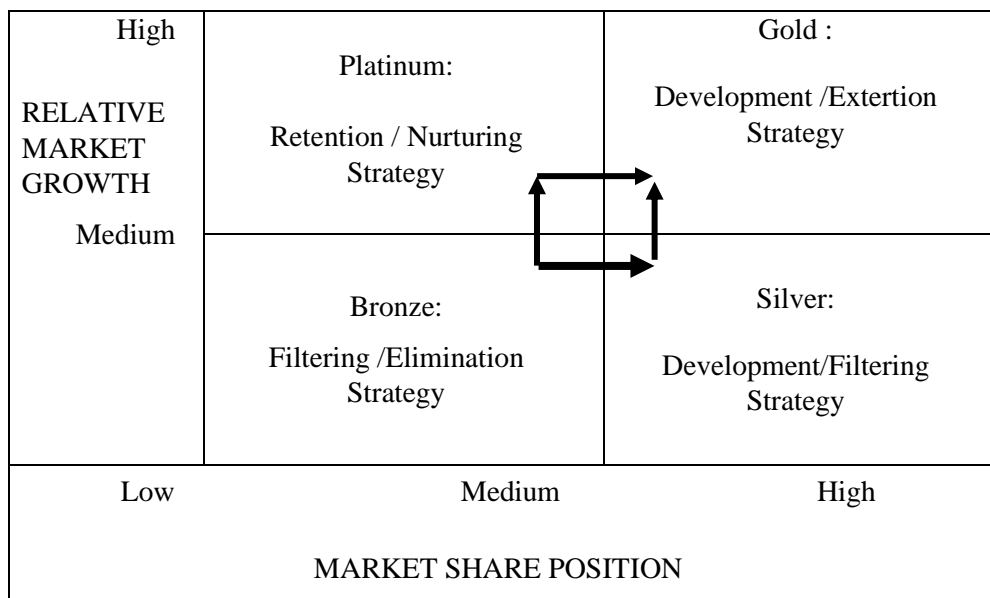 High
RELATIVE
MARKET
GROWTH
Medium
Platinum:
Retention / Nurturing
Strategy
Gold :
Development /Extertion
Strategy
Bronze:
Filtering /Elimination
Strategy
Silver:
Development/Filtering
Strategy
Low Medium High
MARKET SHARE POSITION